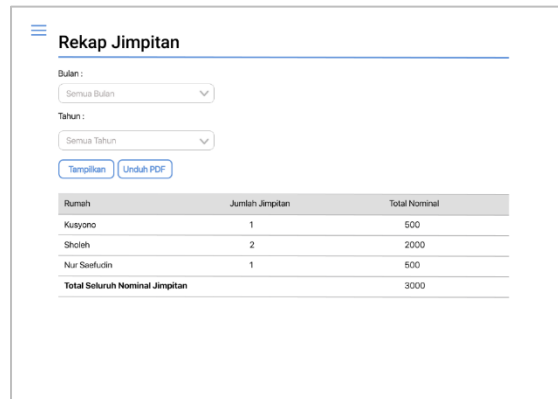 Rekap Jimpitan
Bulan :
Semua Bulan
Tahun :
Semua Tahun
Tampilkan Unduh PDF
Rumah Jumlah Jimpitan Total Nominal
Kusyono 1 500
Sholeh 2 2000
Nur Saefudin 1 500
Total Seluruh Nominal Jimpitan 3000